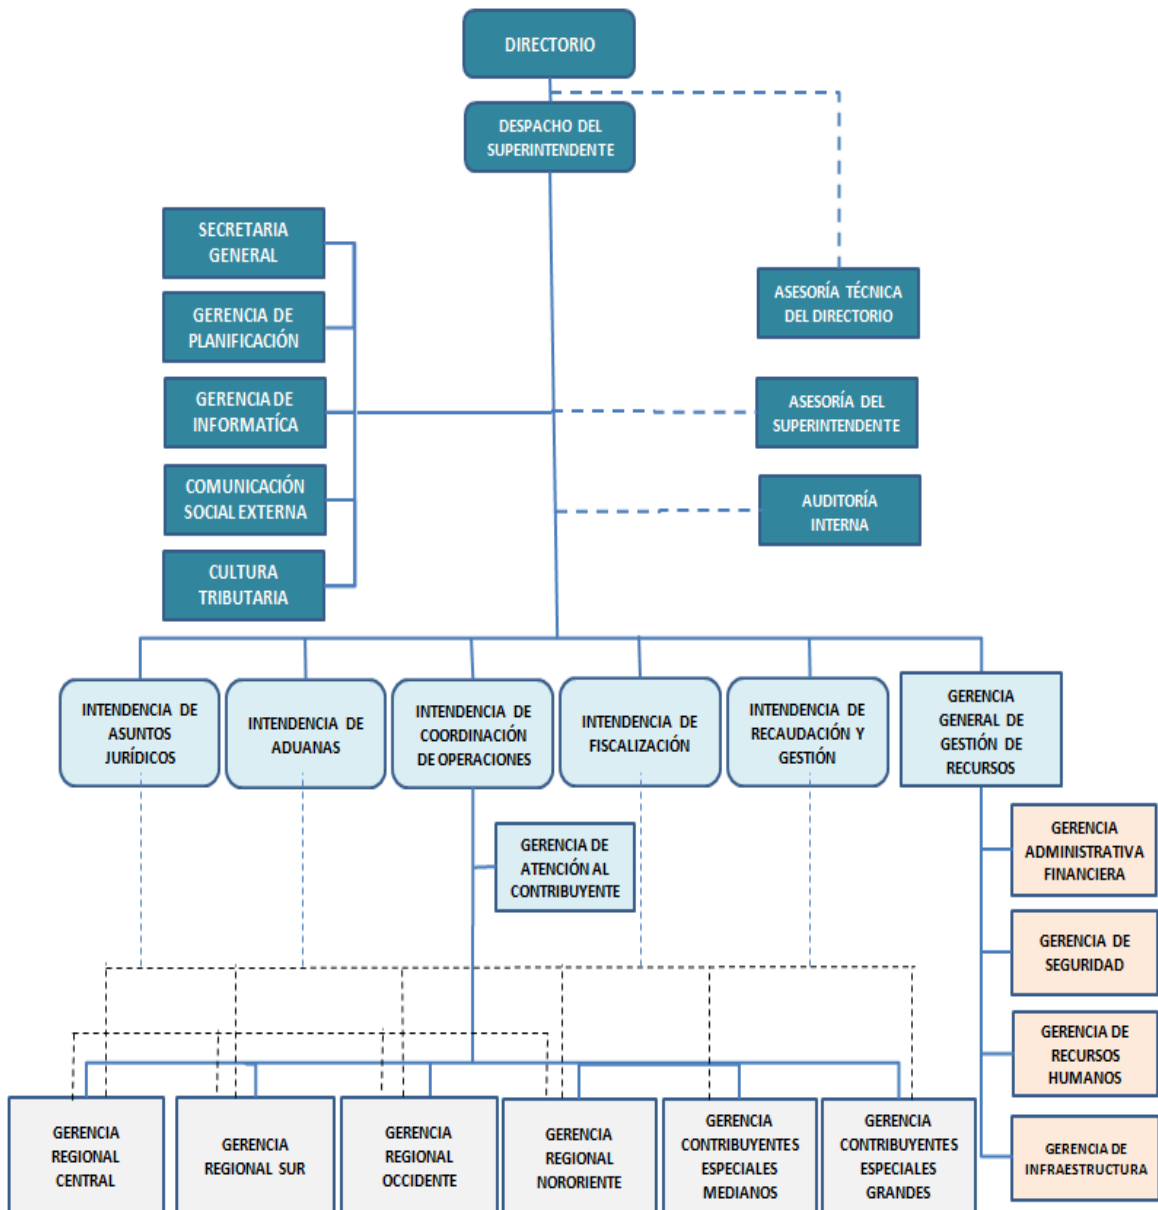 DIRECTORIO
DESPACHO DEL
SUPERINTENDENTE
SECRETARIA
GENERAL
GERENCIA DE
PLANIFICACIÓN
GERENCIA DE
INFORMATÍCA
COMUNICACIÓN
SOCIAL EXTERNA
CULTURA
TRIBUTARIA
ASESORÍA TÉCNICA
DEL DIRECTORIO
ASESORÍA DEL
SUPERINTENDENTE
AUDITORÍA
INTERNA
INTENDENCIA DE
ASUNTOS
JURÍDICOS
INTENDENCIA DE
ADUANAS
INTENDENCIA DE
COORDINACIÓN
DE OPERACIONES
INTENDENCIA DE
FISCALIZACIÓN
INTENDENCIA DE
RECAUDACIÓN Y
GESTIÓN
GERENCIA
GENERAL DE
GESTIÓN DE
RECURSOS
GERENCIA DE
ATENCIÓN AL
CONTRIBUYENTE
GERENCIA
ADMINISTRATIVA
FINANCIERA
GERENCIA DE
SEGURIDAD
GERENCIA DE
RECURSOS
HUMANOS
GERENCIA DE
INFRAESTRUCTURA
GERENCIA
REGIONAL
CENTRAL
GERENCIA
REGIONAL SUR
GERENCIA
REGIONAL
OCCIDENTE
GERENCIA
REGIONAL
NORORIENTE
GERENCIA
CONTRIBUYENTES
ESPECIALES
MEDIANOS
GERENCIA
CONTRIBUYENTES
ESPECIALES
GRANDES